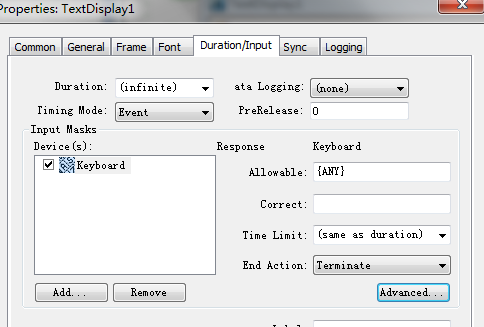 Properties: TextDisplay1
Common General Frame Font Duration/Input Sync Logging
Duration: (infinite) ata Logging: (none)
Timing Mode: Event PreRelease: 0
Input Masks
Device(s): Response Keyboard
Keyboard
Allowable: {ANY}
Correct:
Time Limit: (same as duration)
End Action: Terminate
Add... Remove Advanced...